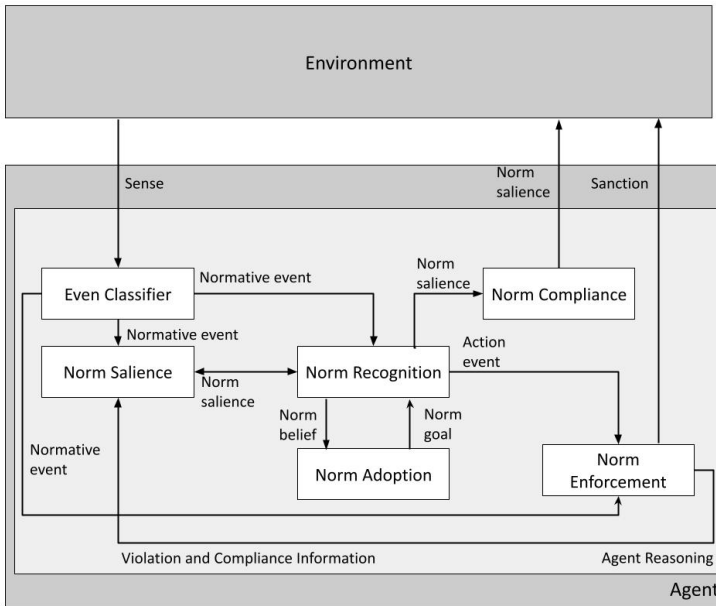 Environment
Sense
Norm
salience
Sanction
Normative event
Even Classifier
Norm
salience
Norm Compliance
Normative event
Norm Salience
Norm
salience
Norm Recognition
Action
event
Norm
belief
Norm
goal
Normative
event
Norm Adoption
Norm
Enforcement
Violation and Compliance Information
Agent Reasoning
Agent